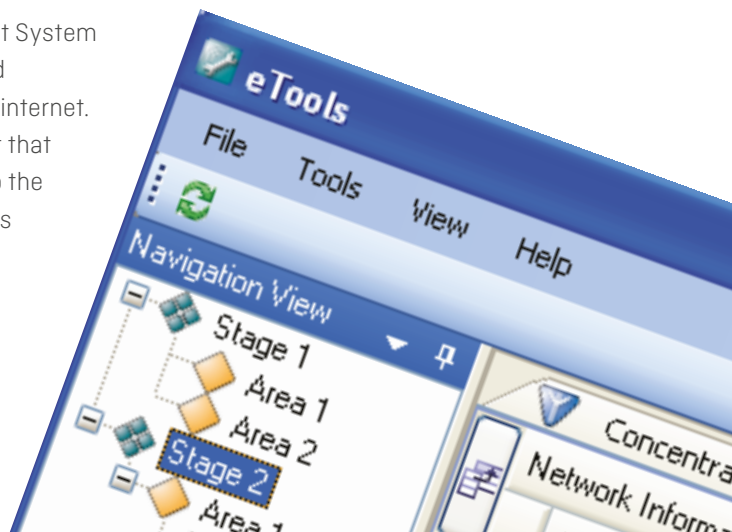 t System
d
internet.
that
the
s
eTools
File Tools View Help
Navigation View
Stage 1
Area 1
Area 2
Stage 2
Area 1
Concentra
Network Informa